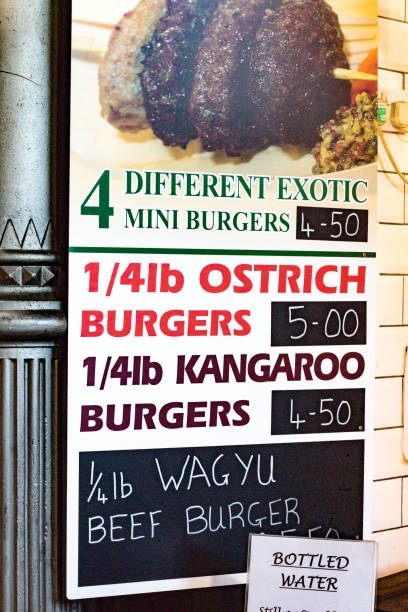 4 DIFFERENT EXOTIC
MINI BURGERS 4-50
1/4lb OSTRICH
BURGERS 5-00
1/4lb KANGAROO
BURGERS 4-50
1/4lb WAGYU
BEEF BURGER
BOTTLED
WATER